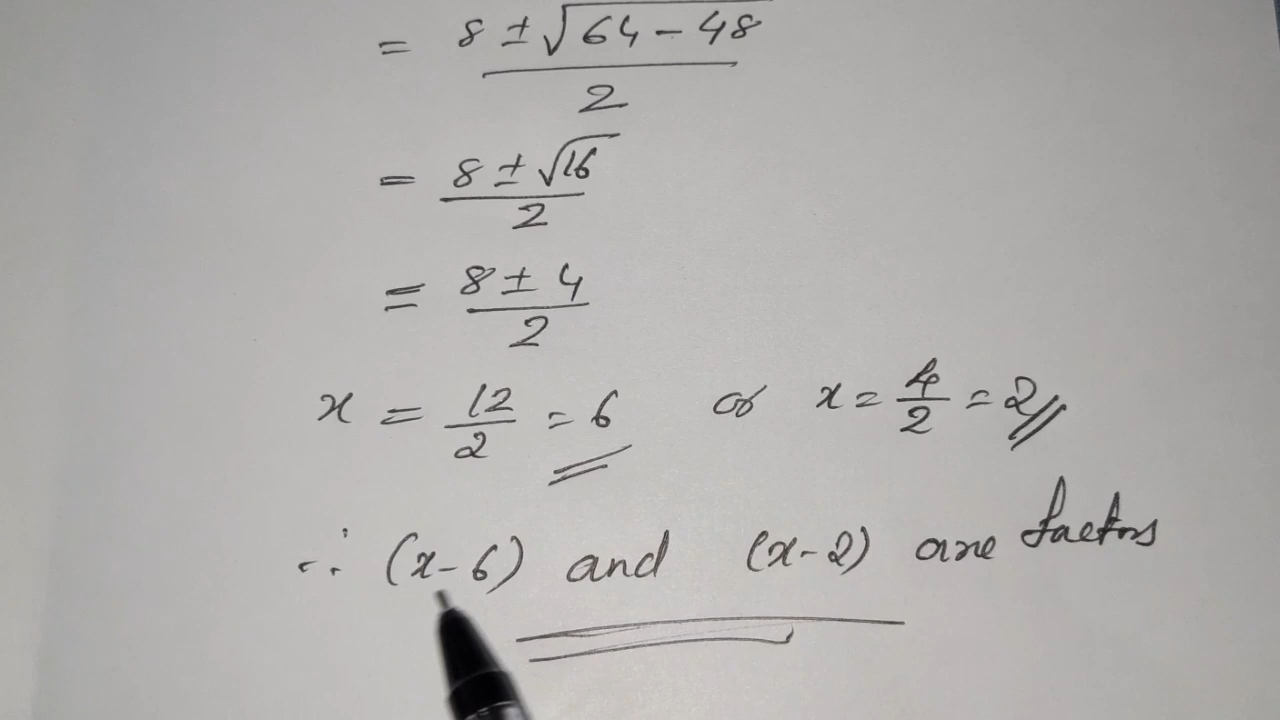 = 8 ± √64 - 48 / 2
= 8 ± √16 / 2
= 8 ± 4 / 2
x = 12 / 2 = 6 or x = 4 / 2 = 2 //
∴ (x - 6) and (x - 2) are factors